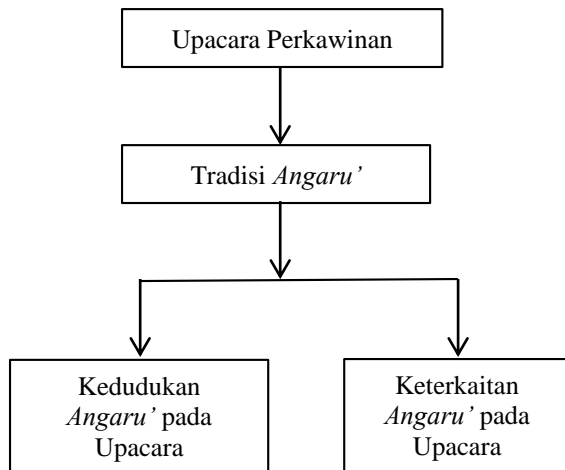 Upacara Perkawinan
Tradisi Angaru’
Kedudukan
Angaru’ pada
Upacara
Keterkaitan
Angaru’ pada
Upacara